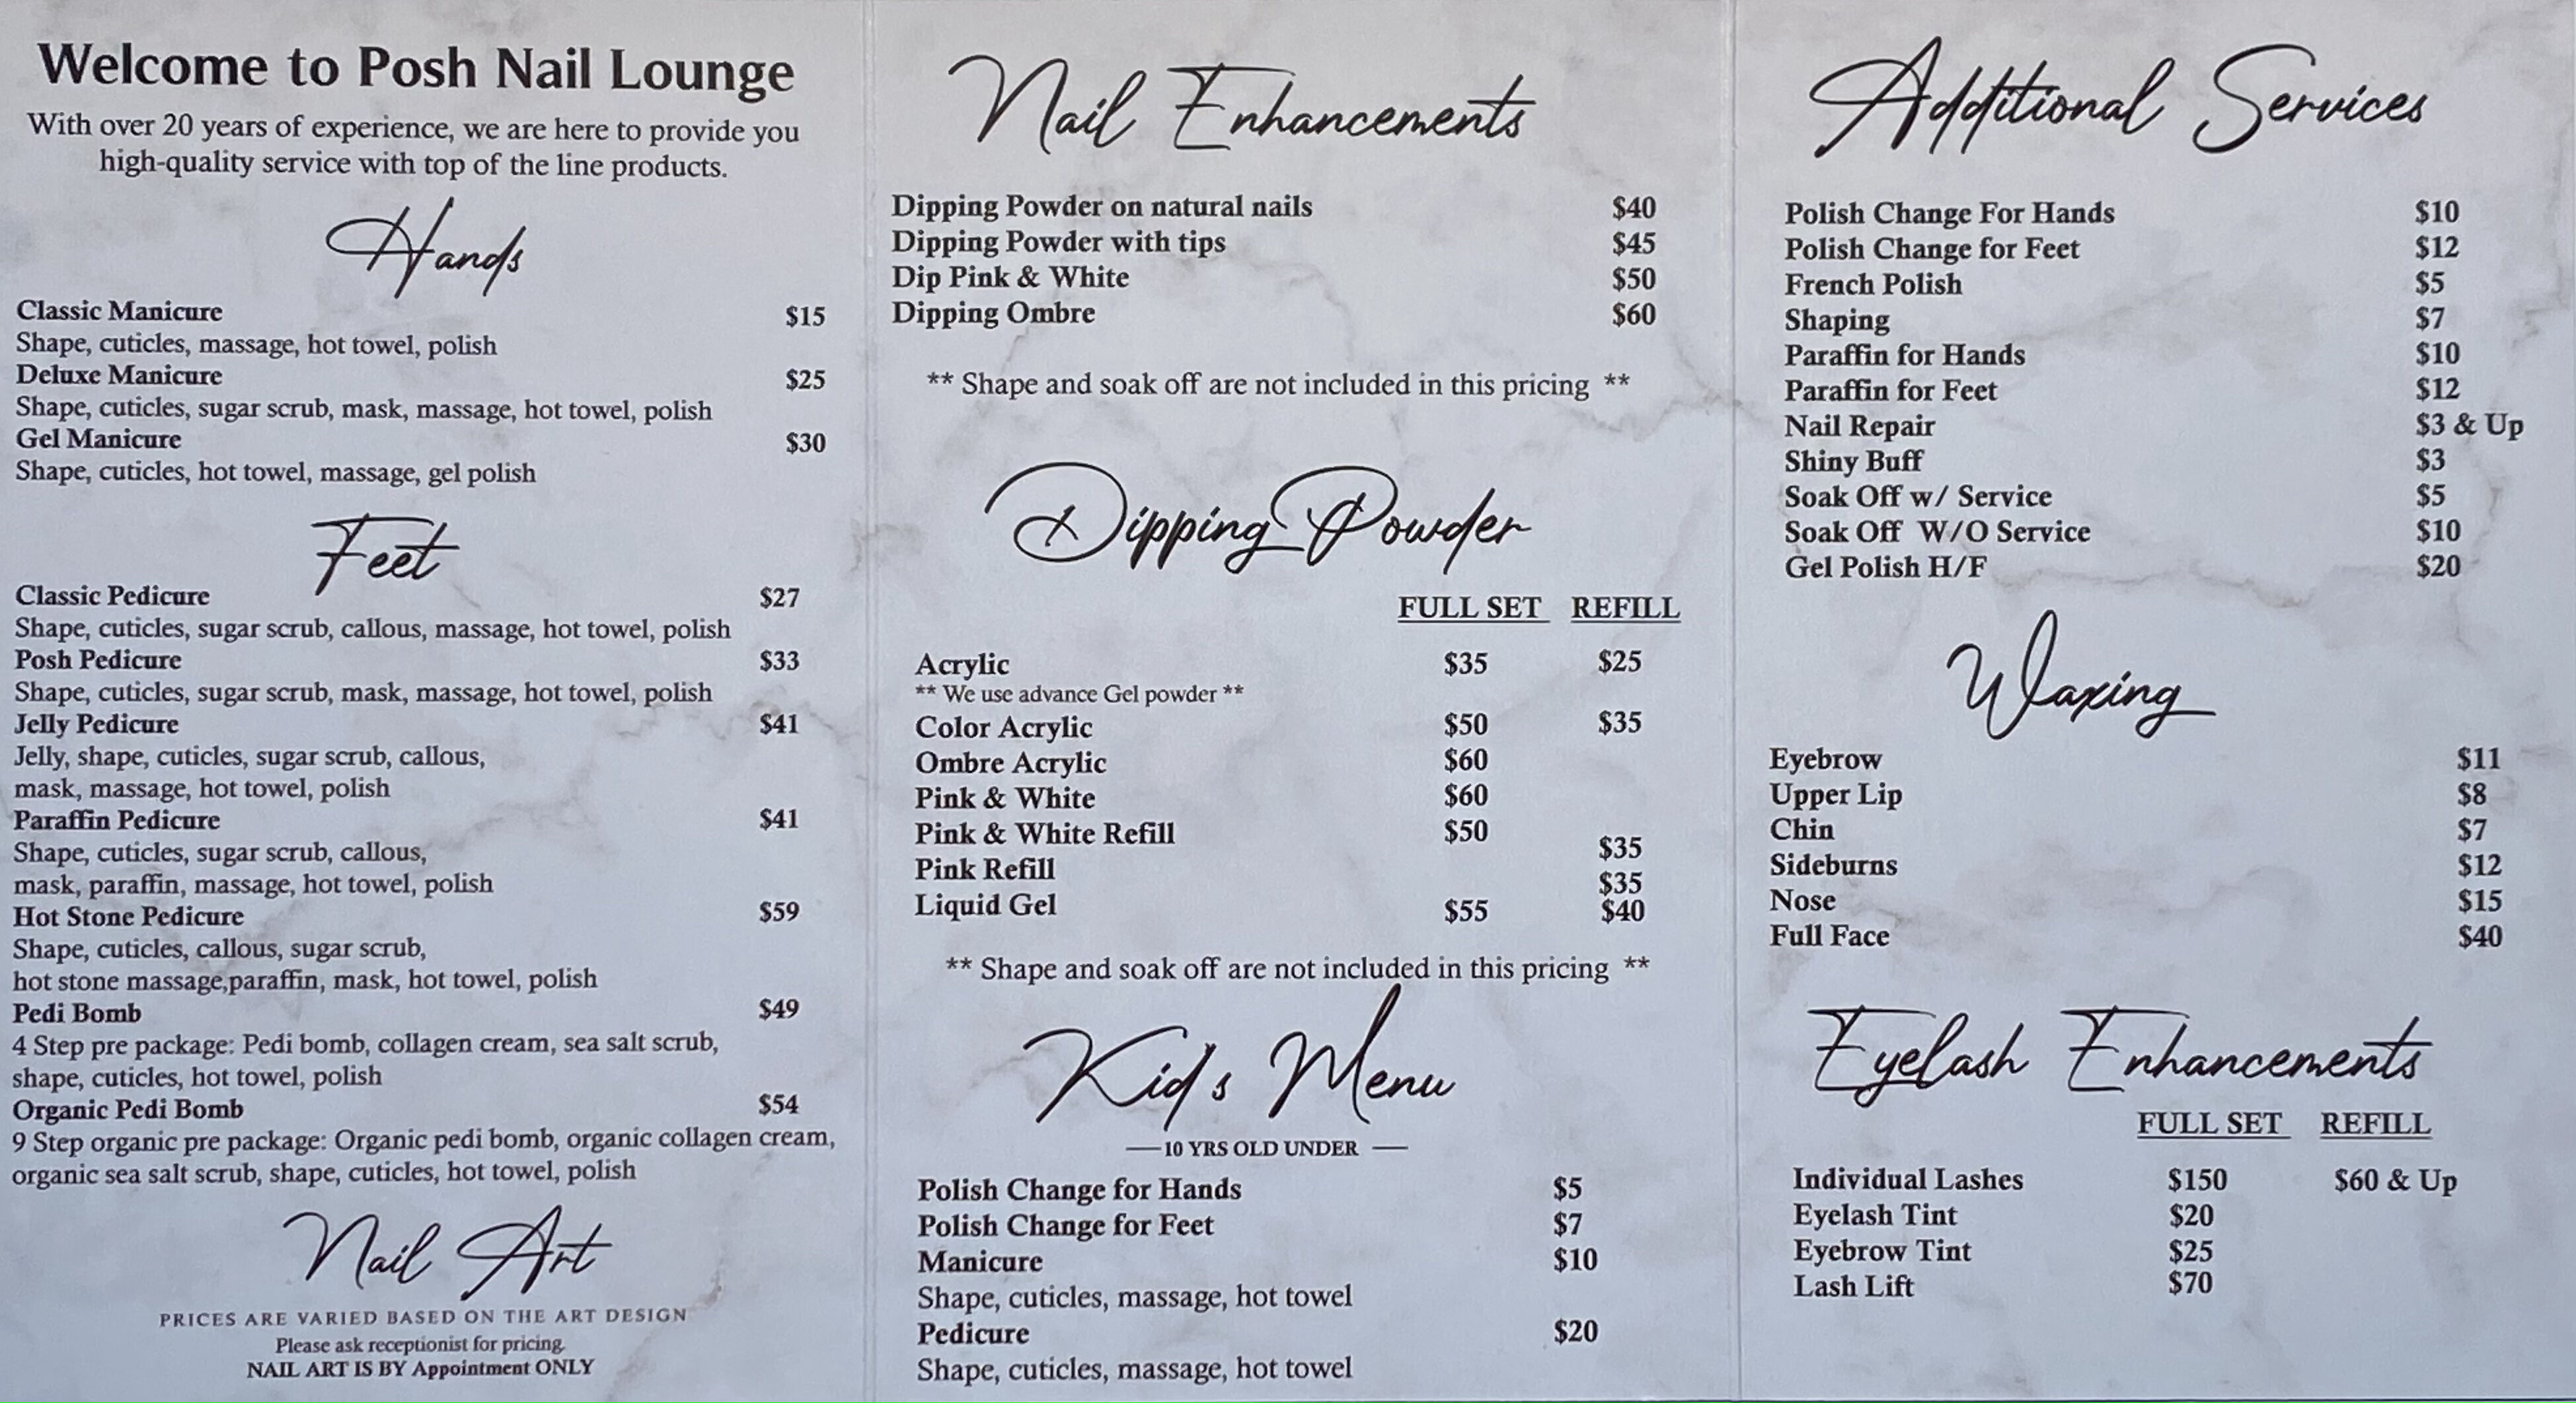 Welcome to Posh Nail Lounge
With over 20 years of experience, we are here to provide you
high-quality service with top of the line products.
Hands
Classic Manicure $15
Shape, cuticles, massage, hot towel, polish
Deluxe Manicure $25
Shape, cuticles, sugar scrub, mask, massage, hot towel, polish
Gel Manicure $30
Shape, cuticles, hot towel, massage, gel polish
Feet
Classic Pedicure $27
Shape, cuticles, sugar scrub, callous, massage, hot towel, polish
Posh Pedicure $33
Shape, cuticles, sugar scrub, mask, massage, hot towel, polish
Jelly Pedicure $41
Jelly, shape, cuticles, sugar scrub, callous,
mask, massage, hot towel, polish
Paraffin Pedicure $41
Shape, cuticles, sugar scrub, callous,
mask, paraffin, massage, hot towel, polish
Hot Stone Pedicure $59
Shape, cuticles, callous, sugar scrub,
hot stone massage,paraffin, mask, hot towel, polish
Pedi Bomb $49
4 Step pre package: Pedi bomb, collagen cream, sea salt scrub,
shape, cuticles, hot towel, polish
Organic Pedi Bomb $54
9 Step organic pre package: Organic pedi bomb, organic collagen cream,
organic sea salt scrub, shape, cuticles, hot towel, polish
Nail Art
PRICES ARE VARIED BASED ON THE ART DESIGN
Please ask receptionist for pricing.
NAIL ART IS BY Appointment ONLY
Nail Enhancements
Dipping Powder on natural nails $40
Dipping Powder with tips $45
Dip Pink & White $50
Dipping Ombre $60
** Shape and soak off are not included in this pricing **
Dipping Powder
FULL SET REFILL
Acrylic $35 $25
** We use advance Gel powder **
Color Acrylic $50 $35
Ombre Acrylic $60
Pink & White $60
Pink & White Refill $50
$35
Pink Refill
$35
Liquid Gel $55 $40
** Shape and soak off are not included in this pricing **
Kid's Menu
10 YRS OLD UNDER
Polish Change for Hands $5
Polish Change for Feet $7
Manicure $10
Shape, cuticles, massage, hot towel
Pedicure $20
Shape, cuticles, massage, hot towel
Additional Services
Polish Change For Hands $10
Polish Change for Feet $12
French Polish $5
Shaping $7
Paraffin for Hands $10
Paraffin for Feet $12
Nail Repair $3 & Up
Shiny Buff $3
Soak Off w/ Service $5
Soak Off W/O Service $10
Gel Polish H/F $20
Waxing
Eyebrow $11
Upper Lip $8
Chin $7
Sideburns $12
Nose $15
Full Face $40
Eyelash Enhancements
FULL SET REFILL
Individual Lashes $150 $60 & Up
Eyelash Tint $20
Eyebrow Tint $25
Lash Lift $70